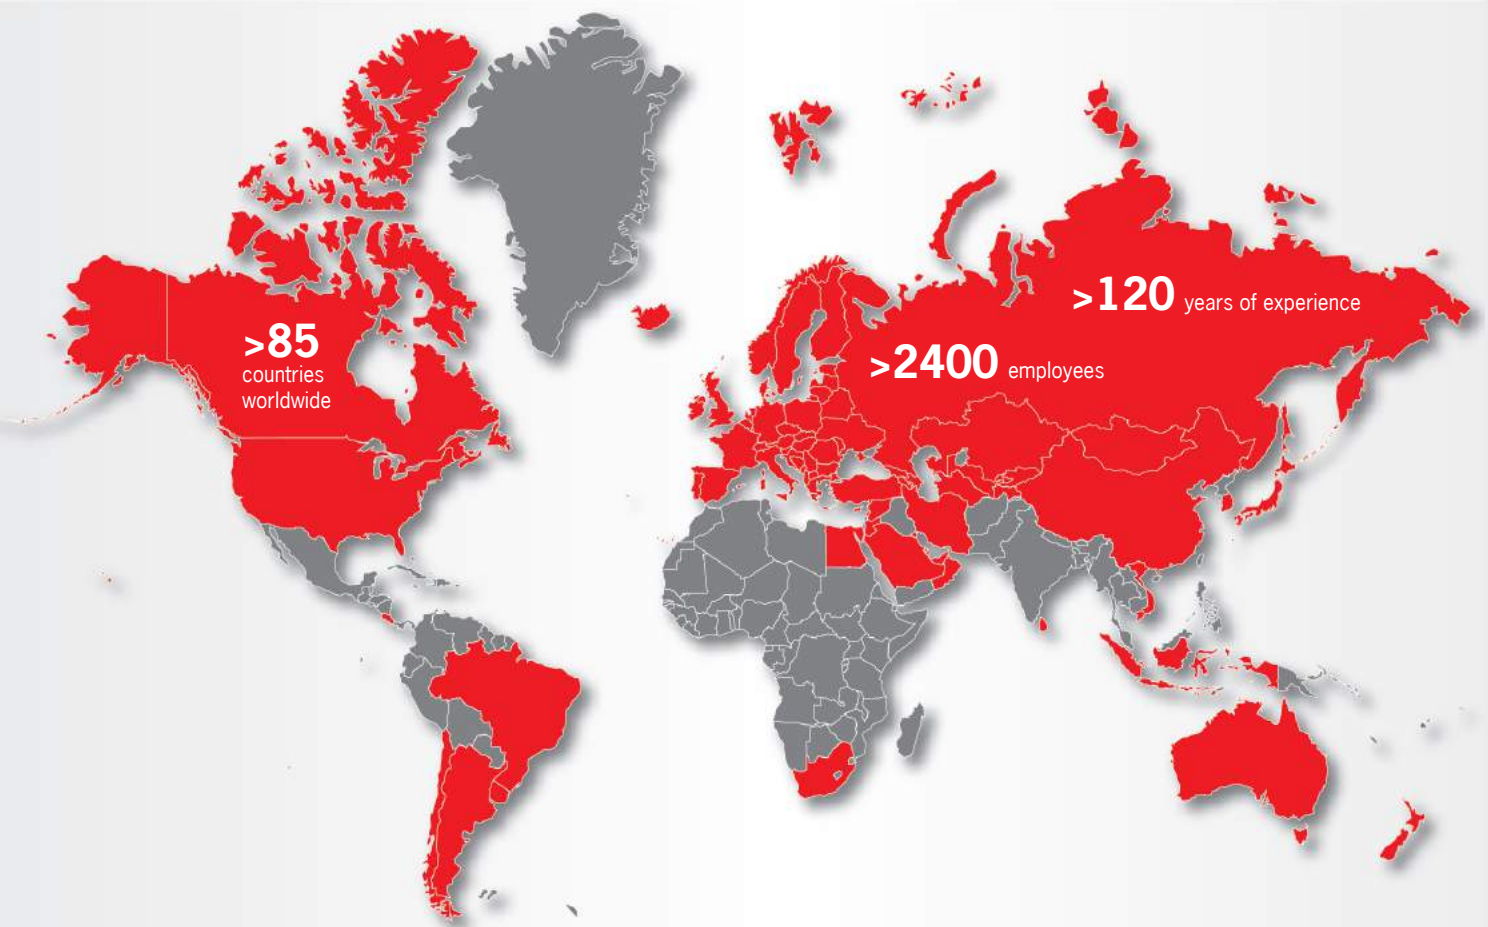 >120 years of experience
>85
countries
worldwide
>2400 employees